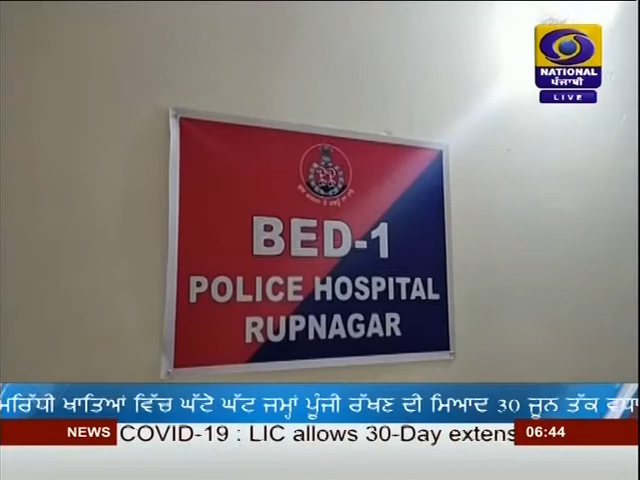 NATIONAL
ਪੰਜਾਬੀ
LIVE
BED-1
POLICE HOSPITAL
RUPNAGAR
ਖਾਤਿਆਂ ਵਿੱਚ ਘੱਟੋ ਘੱਟ ਜਮ੍ਹਾਂ ਪੂੰਜੀ ਰੱਖਣ ਦੀ ਮਿਆਦ 30 ਜੂਨ ਤੱਕ ਵਧਾ
NEWS COVID-19 : LIC allows 30-Day extens 06:44